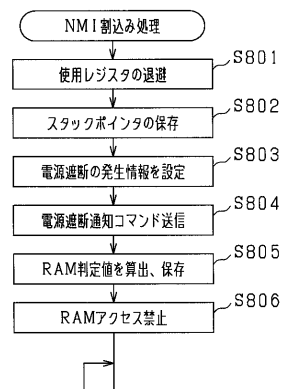 NMI割込み処理
S801
使用レジスタの退避
S802
スタックポインタの保存
S803
電源遮断の発生情報を設定
S804
電源遮断通知コマンド送信
S805
RAM判定値を算出、保存
S806
RAMアクセス禁止